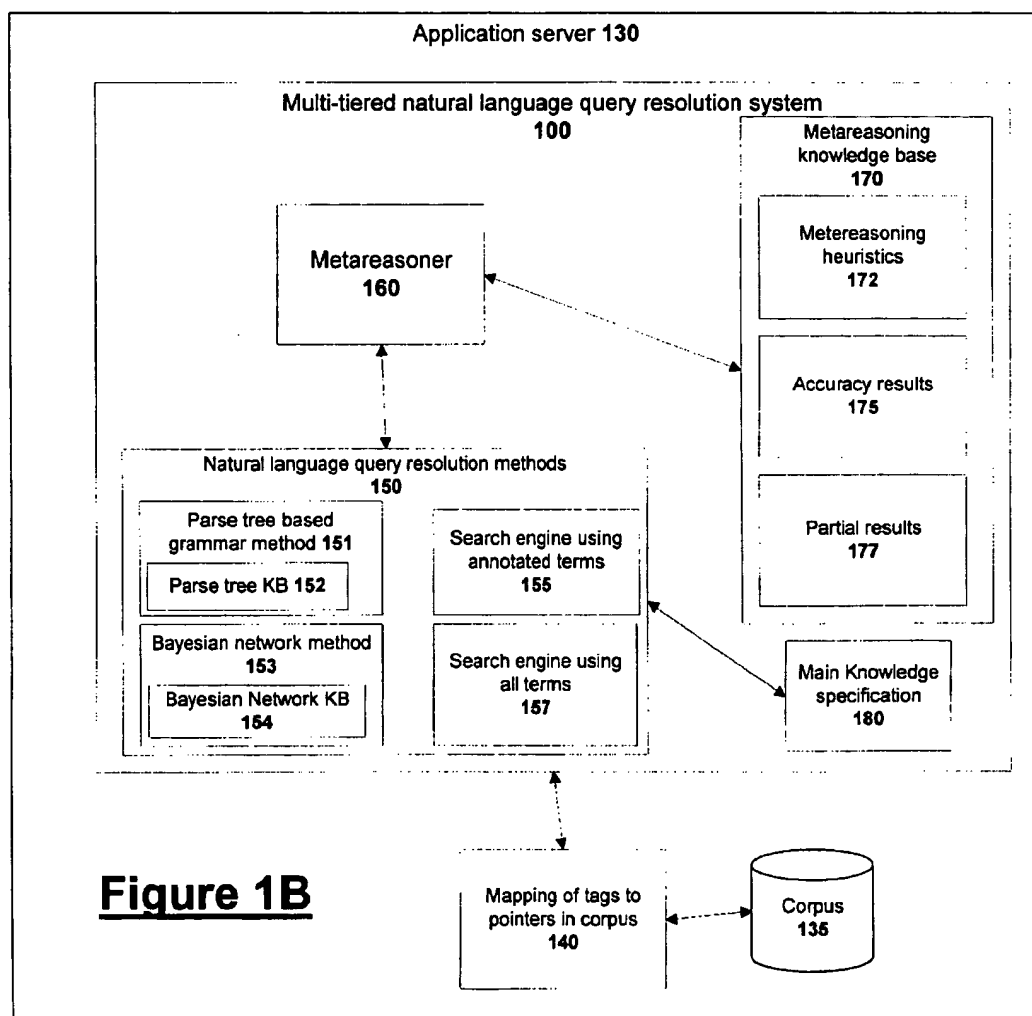 Application server 130
Multi-tiered natural language query resolution system
100
Metareasoning
knowledge base
170
Metereasoning
heuristics
172
Accuracy results
175
Partial results
177
Metareasoner
160
Natural language query resolution methods
150
Parse tree based
grammar method 151
Parse tree KB 152
Search engine using
annotated terms
155
Bayesian network method
153
Bayesian Network KB
154
Search engine using
all terms
157
Main Knowledge
specification
180
Figure 1B
Mapping of tags to
pointers in corpus
140
Corpus
135